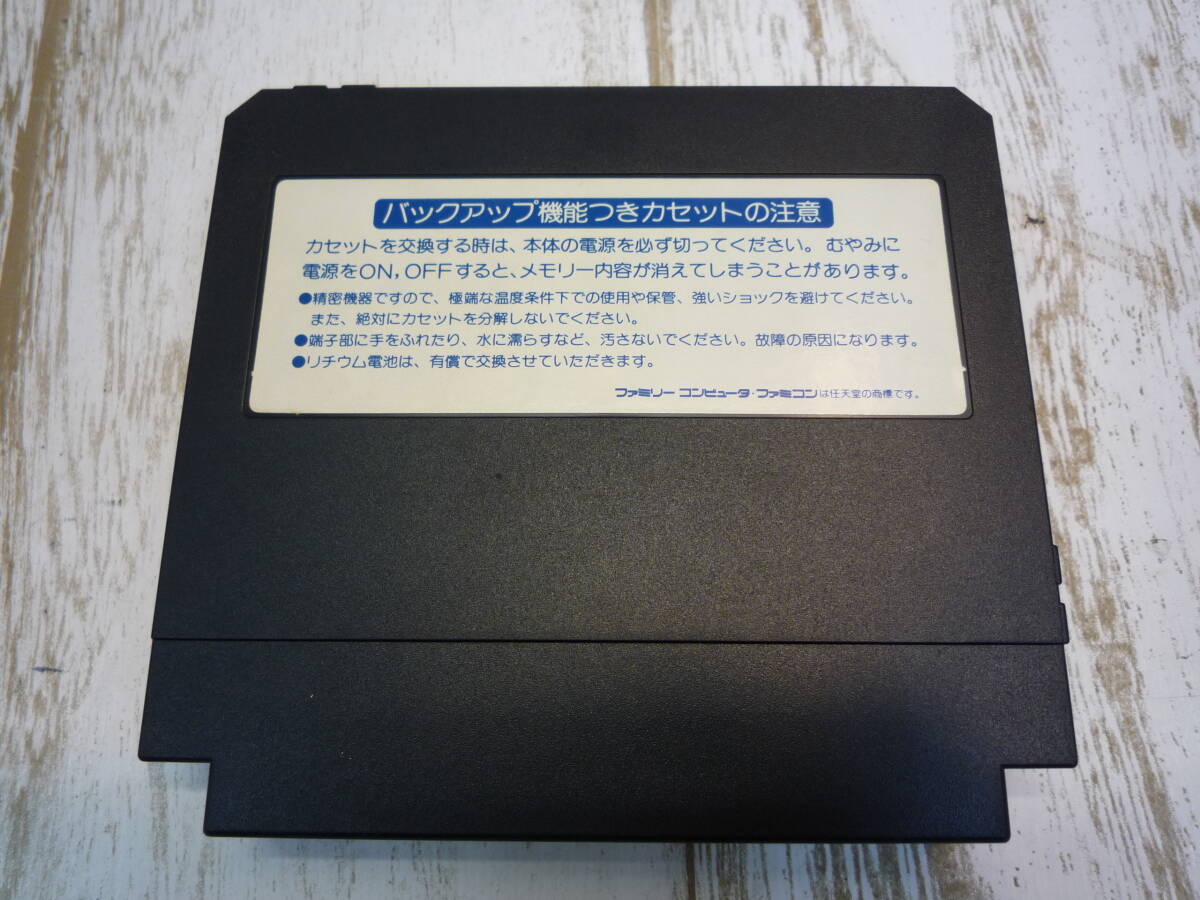 バックアップ機能つきカセットの注意
カセットを交換する時は、本体の電源を必ず切ってください。むやみに
電源をON,OFFすると、メモリー内容が消えてしまうことがあります。
●精密機器ですので、極端な温度条件下での使用や保管、強いショックを避けてください。
また、絶対にカセットを分解しないでください。
●端子部に手をふれたり、水に濡らすなど、汚さないでください。故障の原因になります。
●リチウム電池は、有償で交換させていただきます。
ファミリー コンピュータ・ファミコンは任天堂の商標です。